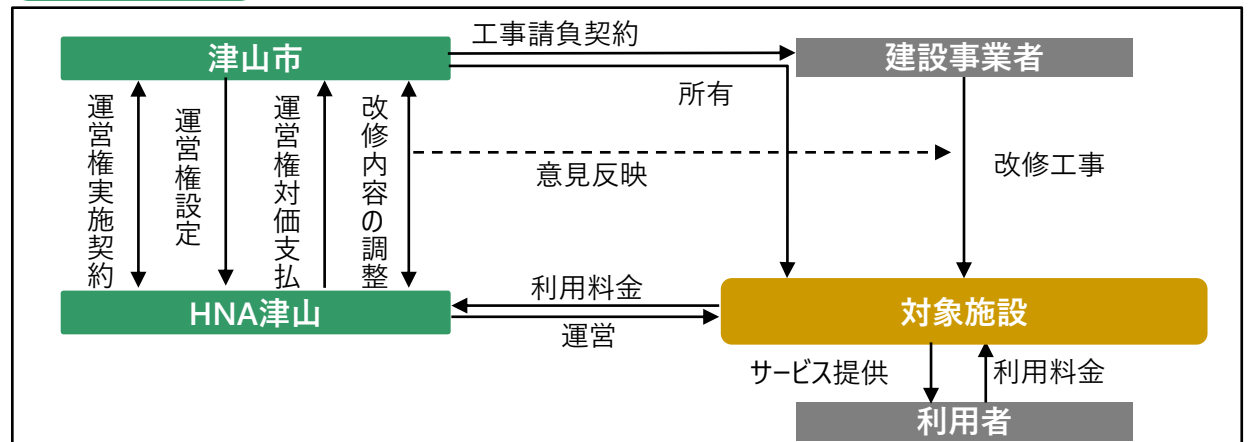 工事請負契約
津山市
建設事業者
所有
運営権実施契約
運営権設定
運営権対価支払
改修内容の調整
意見反映
改修工事
利用料金
HNA津山
対象施設
運営
サービス提供
利用料金
利用者